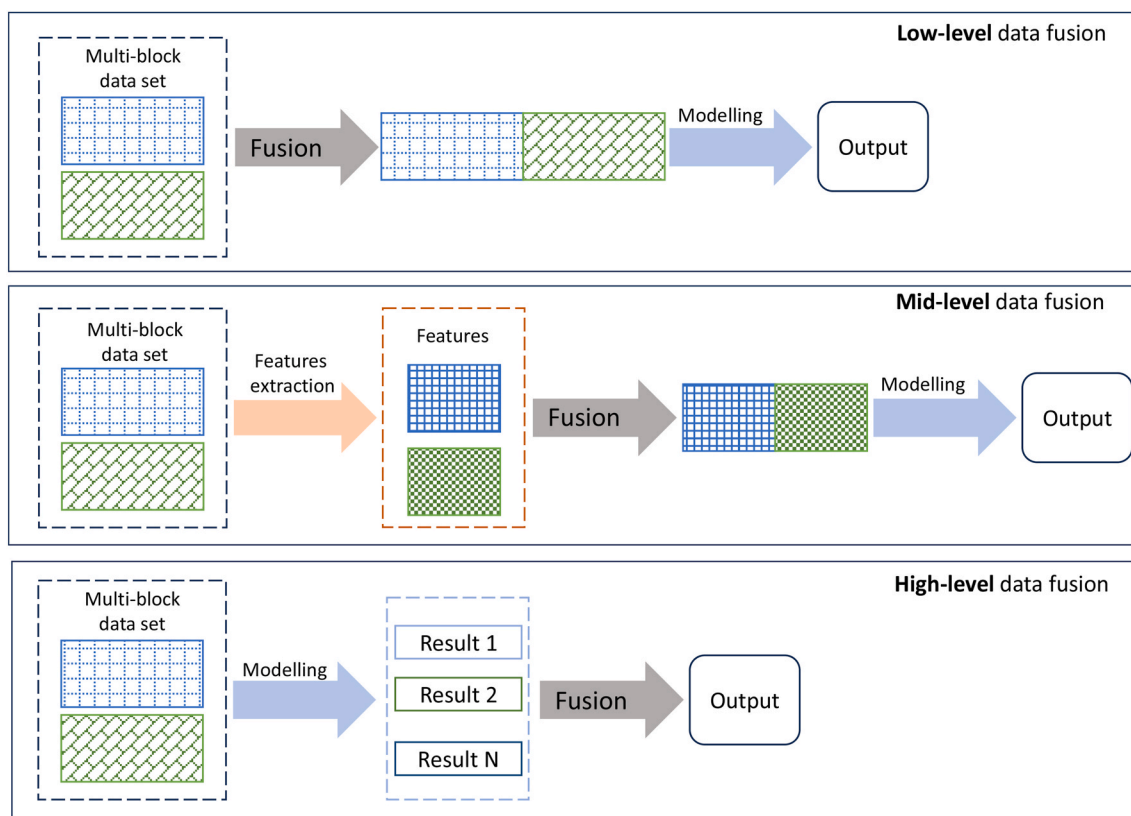 Low-level data fusion
Multi-block
data set
Fusion
Modelling
Output
Mid-level data fusion
Multi-block
data set
Features
extraction
Features
Fusion
Modelling
Output
High-level data fusion
Multi-block
data set
Modelling
Result 1
Result 2
Result N
Fusion
Output